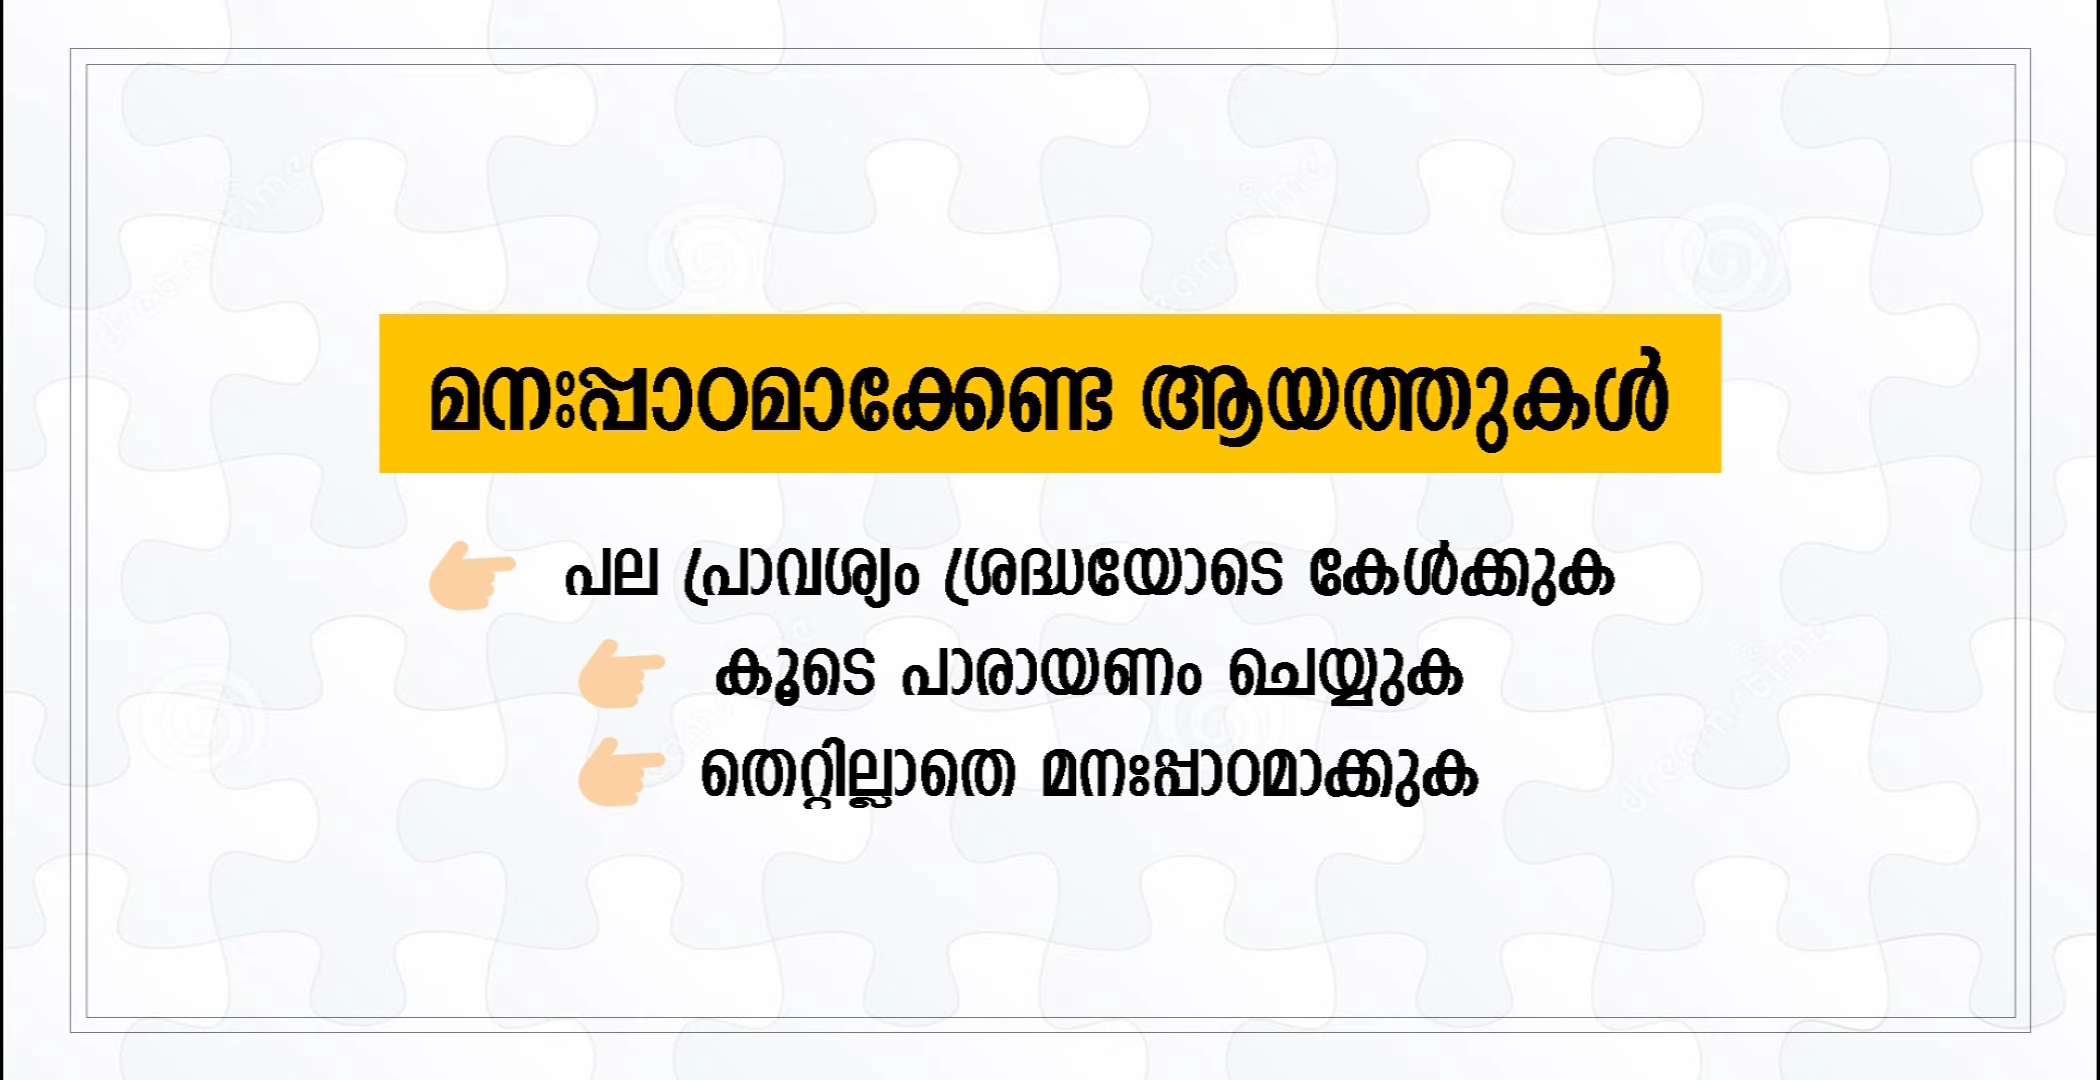 മനഃപ്പാഠമാക്കേണ്ട ആയത്തുകൾ
👉 പല പ്രാവശ്യം ശ്രദ്ധയോടെ കേൾക്കുക
👉 കൂടെ പാരായണം ചെയ്യുക
👉 തെറ്റില്ലാതെ മനഃപ്പാഠമാക്കുക